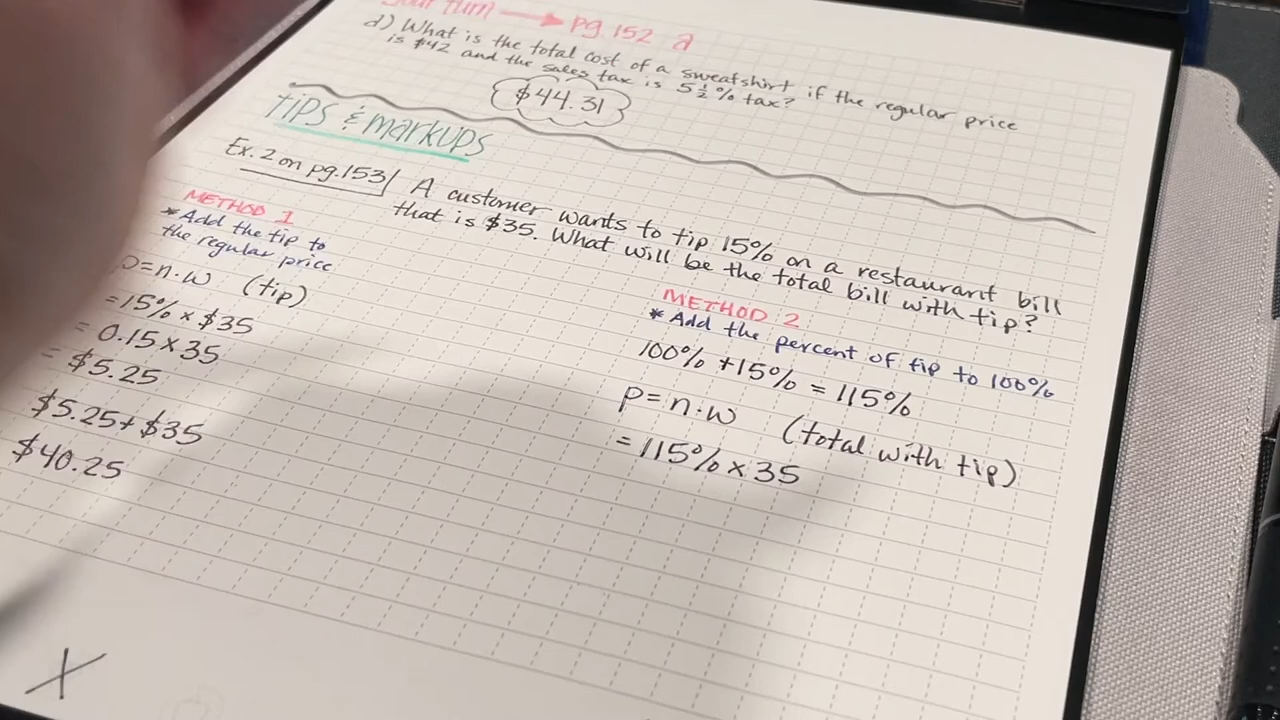 Your turn → pg 152 d
d) What is the total cost of a sweatshirt if the regular price
is $42 and the sales tax is 5 1/2 % tax?
$44.31
TIPS & markups
Ex. 2 on pg. 153/ A customer wants to tip 15% on a restaurant bill
that is $35. What will be the total bill with tip?
METHOD 1
*Add the tip to
the regular price
p=n·w (tip)
=15% x $35
= 0.15 x 35
= $5.25
$5.25 + $35
$40.25
METHOD 2
* Add the percent of tip to 100%
100% + 15% = 115%
p=n·w (total with tip)
= 115% x 35
X